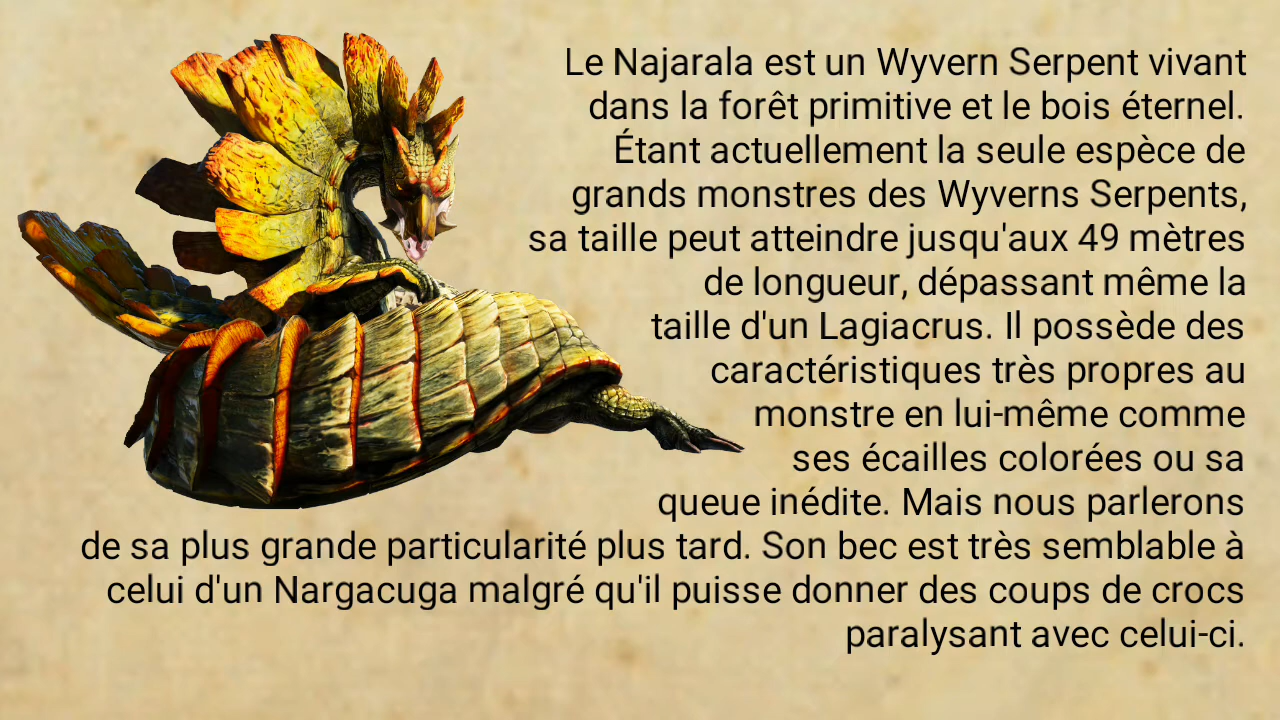 Le Najarala est un Wyvern Serpent vivant
dans la forêt primitive et le bois éternel.
Étant actuellement la seule espèce de
grands monstres des Wyverns Serpents,
sa taille peut atteindre jusqu'aux 49 mètres
de longueur, dépassant même la
taille d'un Lagiacrus. Il possède des
caractéristiques très propres au
monstre en lui-même comme
ses écailles colorées ou sa
queue inédite. Mais nous parlerons
de sa plus grande particularité plus tard. Son bec est très semblable à
celui d'un Nargacuga malgré qu'il puisse donner des coups de crocs
paralysant avec celui-ci.